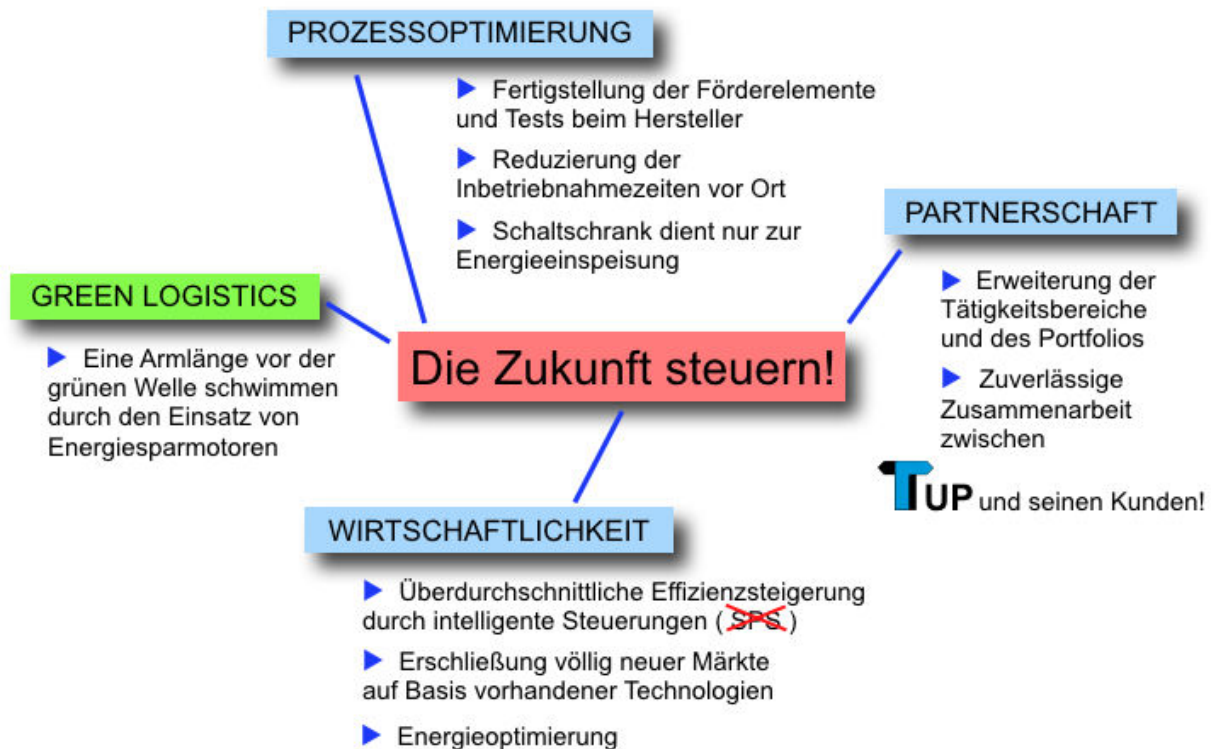 PROZESSOPTIMIERUNG
▶ Fertigstellung der Förderelemente
und Tests beim Hersteller
▶ Reduzierung der
Inbetriebnahmezeiten vor Ort
▶ Schaltschrank dient nur zur
Energieeinspeisung
PARTNERSCHAFT
▶ Erweiterung der
Tätigkeitsbereiche
und des Portfolios
▶ Zuverlässige
Zusammenarbeit
zwischen
TUP und seinen Kunden!
GREEN LOGISTICS
▶ Eine Armlänge vor der
grünen Welle schwimmen
durch den Einsatz von
Energiesparmotoren
Die Zukunft steuern!
WIRTSCHAFTLICHKEIT
▶ Überdurchschnittliche Effizienzsteigerung
durch intelligente Steuerungen ( SPS )
▶ Erschließung völlig neuer Märkte
auf Basis vorhandener Technologien
▶ Energieoptimierung